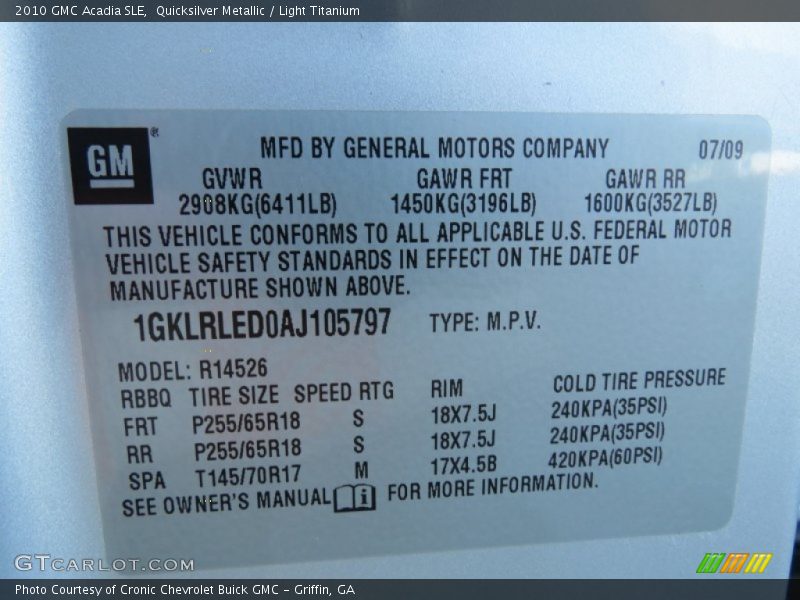 2010 GMC Acadia SLE,  Quicksilver Metallic / Light Titanium
GM®
MFD BY GENERAL MOTORS COMPANY 07/09
GVWR GAWR FRT GAWR RR
2908KG(6411LB) 1450KG(3196LB) 1600KG(3527LB)
THIS VEHICLE CONFORMS TO ALL APPLICABLE U.S. FEDERAL MOTOR
VEHICLE SAFETY STANDARDS IN EFFECT ON THE DATE OF
MANUFACTURE SHOWN ABOVE.
1GKLRLED0AJ105797 TYPE: M.P.V.
MODEL: R14526
RBBQ TIRE SIZE SPEED RTG RIM COLD TIRE PRESSURE
FRT P255/65R18 S 18X7.5J 240KPA(35PSI)
RR P255/65R18 S 18X7.5J 240KPA(35PSI)
SPA T145/70R17 M 17X4.5B 420KPA(60PSI)
SEE OWNER'S MANUAL i FOR MORE INFORMATION.
GTCARLOT.COM
Photo Courtesy of Cronic Chevrolet Buick GMC – Griffin, GA